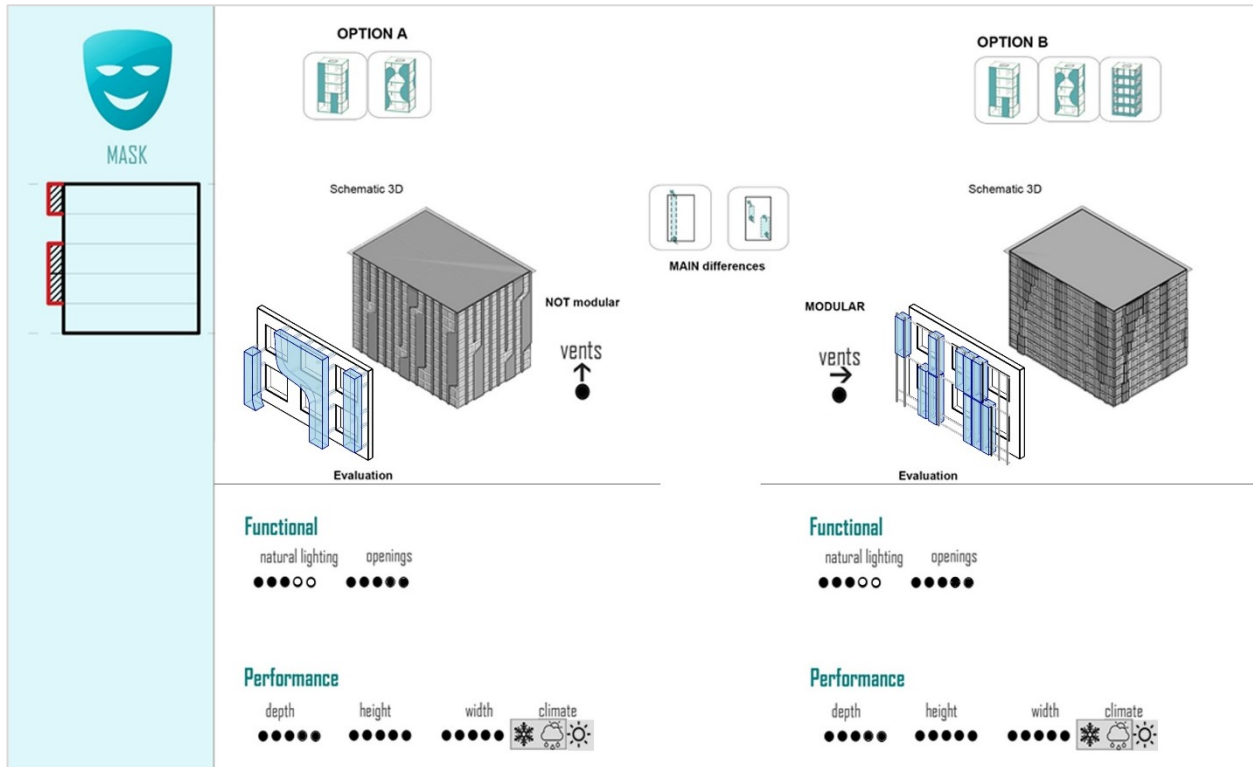 MASK
OPTION A
OPTION B
Schematic 3D
Schematic 3D
MAIN differences
NOT modular
vents
MODULAR
vents
Evaluation
Evaluation
Functional
natural lighting openings
Functional
natural lighting openings
Performance
depth height width climate
Performance
depth height width climate